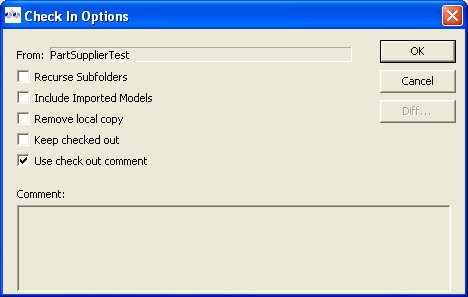 Check In Options
From: PartSupplierTest
OK
Recurse Subfolders
Cancel
Include Imported Models
Remove local copy
Diff...
Keep checked out
Use check out comment
Comment: